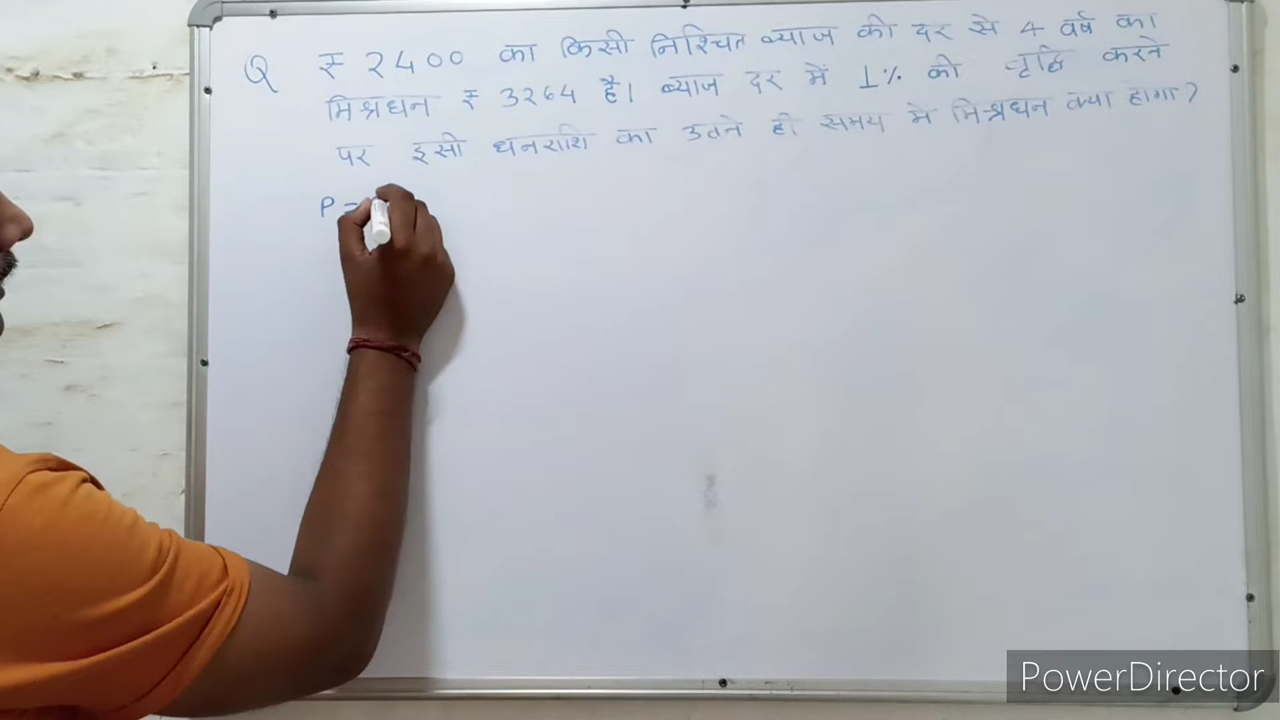 Q ₹ 2400 का किसी निश्चित ब्याज की दर से 4 वर्ष का
मिश्रधन ₹ 3264 है। ब्याज दर में 1% की वृद्धि करने
पर इसी धनराशि का उतने ही समय में मिश्रधन क्या होगा?
P =
PowerDirector